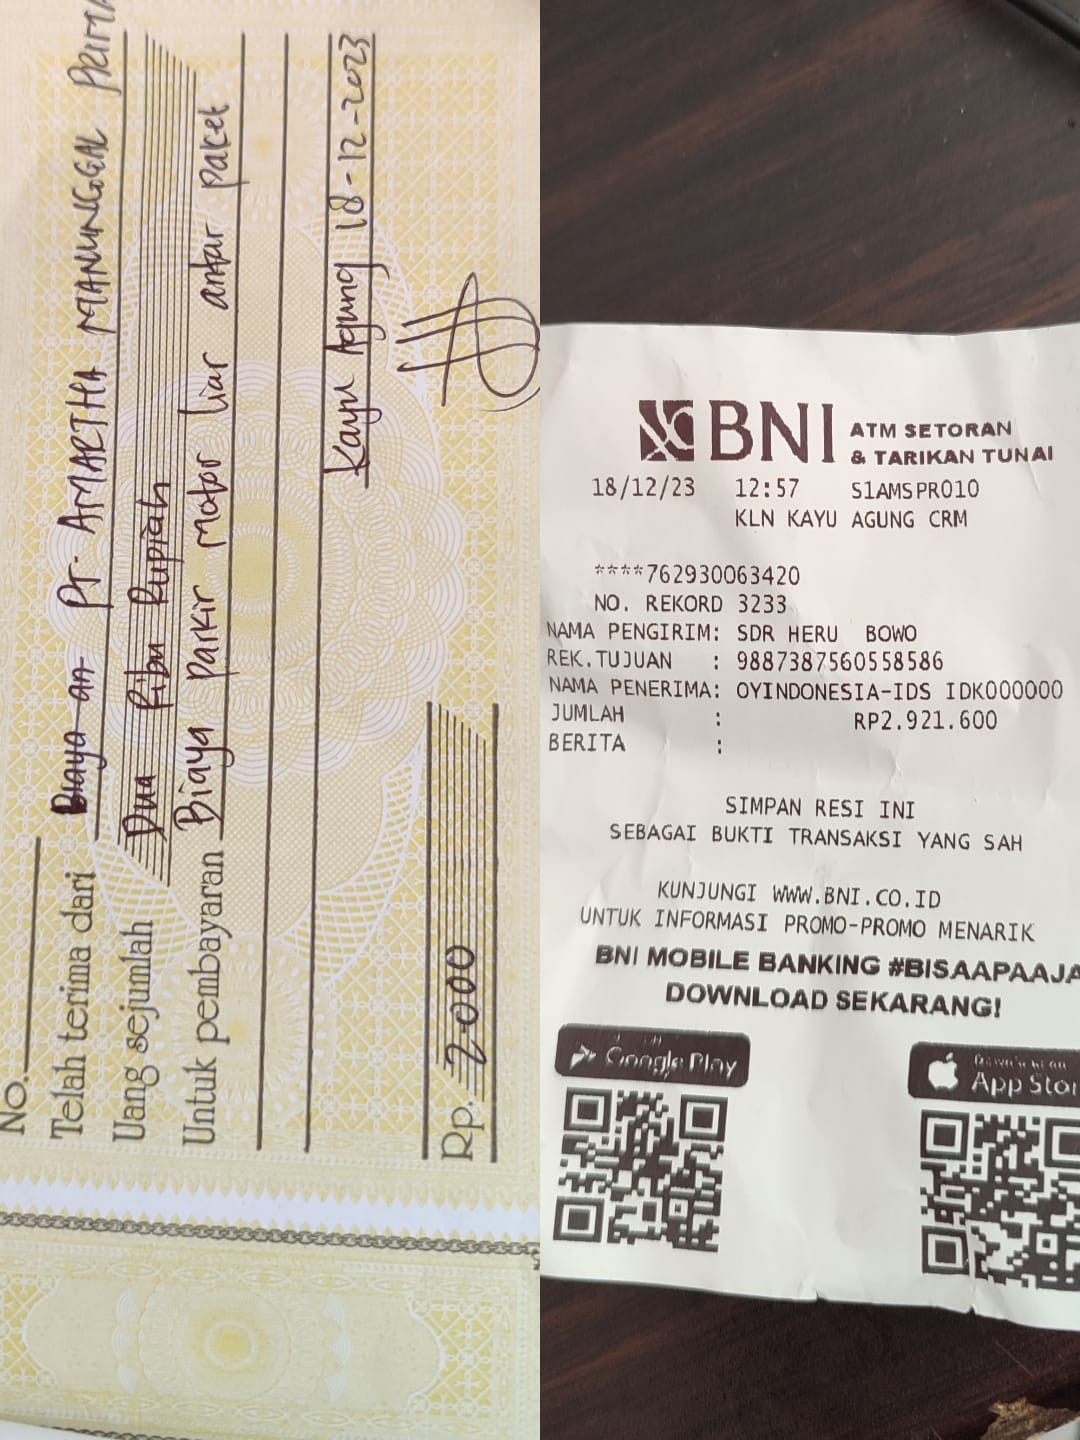 No.
Telah terima dari Biaya an PT. AMARTHA MANUNGGAL PRIMA
Uang sejumlah Dua Ribu Rupiah
Untuk pembayaran Biaya parkir motor liar antar paket
Kayu Agung 18-12-2023
Rp. 2.000
BNI ATM SETORAN
& TARIKAN TUNAI
18/12/23 12:57 S1AMSPR010
KLN KAYU AGUNG CRM
****762930063420
NO. REKORD 3233
NAMA PENGIRIM: SDR HERU BOWO
REK.TUJUAN : 9887387560558586
NAMA PENERIMA: OYINDONESIA-IDS IDK000000
JUMLAH : RP2.921.600
BERITA :
SIMPAN RESI INI
SEBAGAI BUKTI TRANSAKSI YANG SAH
KUNJUNGI WWW.BNI.CO.ID
UNTUK INFORMASI PROMO-PROMO MENARIK
BNI MOBILE BANKING #BISAAPAAJA
DOWNLOAD SEKARANG!
Google Play
App Stor